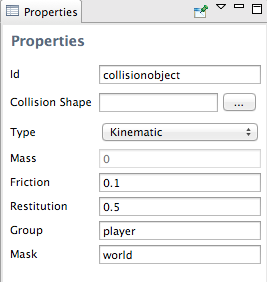 Properties
Properties
Id collisionobject
Collision Shape ...
Type Kinematic
Mass 0
Friction 0.1
Restitution 0.5
Group player
Mask world